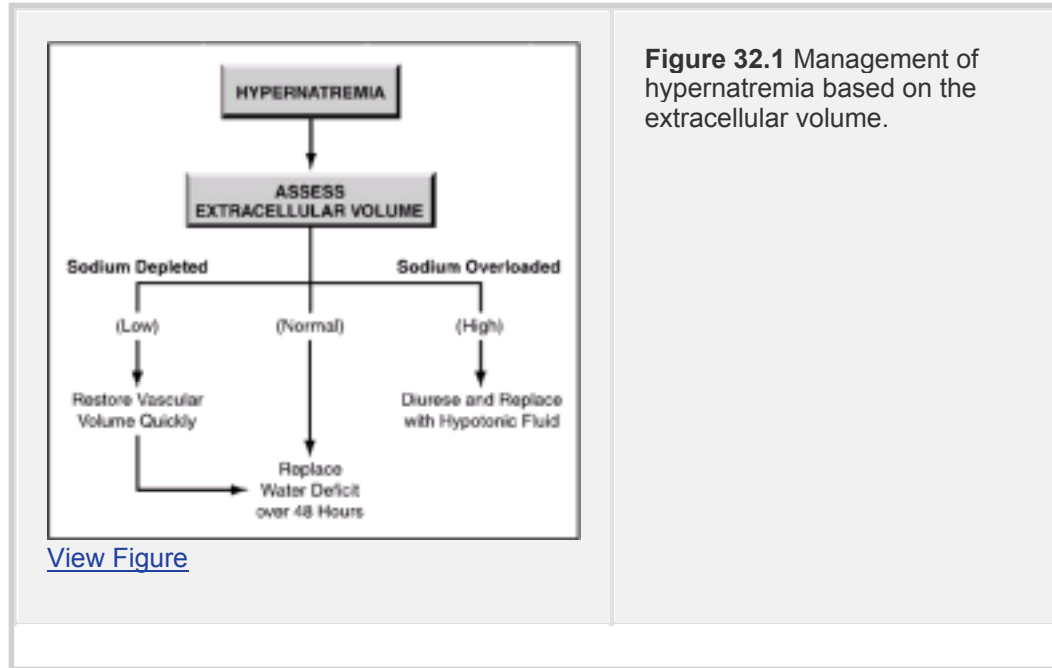 HYPERNATREMIA
ASSESS
EXTRACELLULAR VOLUME
Sodium Depleted
Sodium Overloaded
(Low)
(Normal)
(High)
Restore Vascular
Volume Quickly
Diurese and Replace
with Hypotonic Fluid
Replace
Water Deficit
over 48 Hours
View Figure
Figure 32.1 Management of
hypernatremia based on the
extracellular volume.